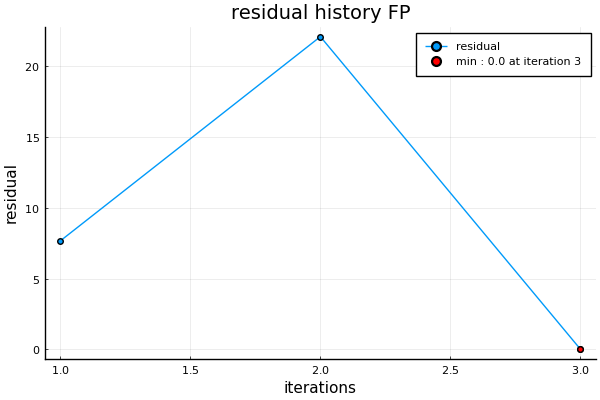 residual history FP
residual
min : 0.0 at iteration 3
residual
20
15
10
5
0
1.0 1.5 2.0 2.5 3.0
iterations